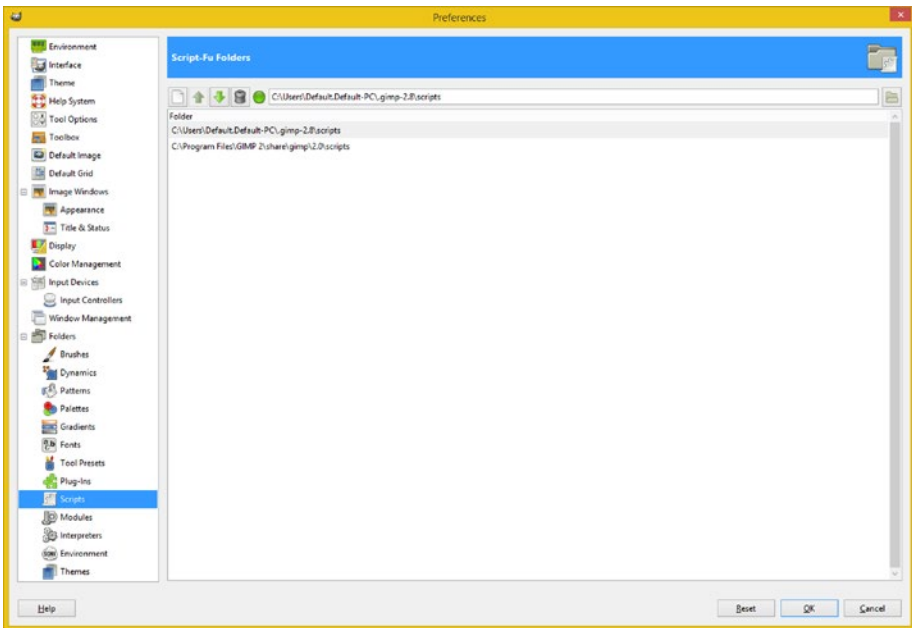 Preferences
Environment
Interface
Theme
Help System
Tool Options
Toolbox
Default Image
Default Grid
Image Windows
Appearance
Title & Status
Display
Color Management
Input Devices
Input Controllers
Window Management
Folders
Brushes
Dynamics
Patterns
Palettes
Gradients
Fonts
Tool Presets
Plug-Ins
Scripts
Modules
Interpreters
Environment
Themes
Script-Fu Folders
C:\Users\Default.Default-PC\.gimp-2.8\scripts
Folder
C:\Users\Default.Default-PC\.gimp-2.8\scripts
C:\Program Files\GIMP 2\share\gimp\2.0\scripts
Help
Reset
OK
Cancel